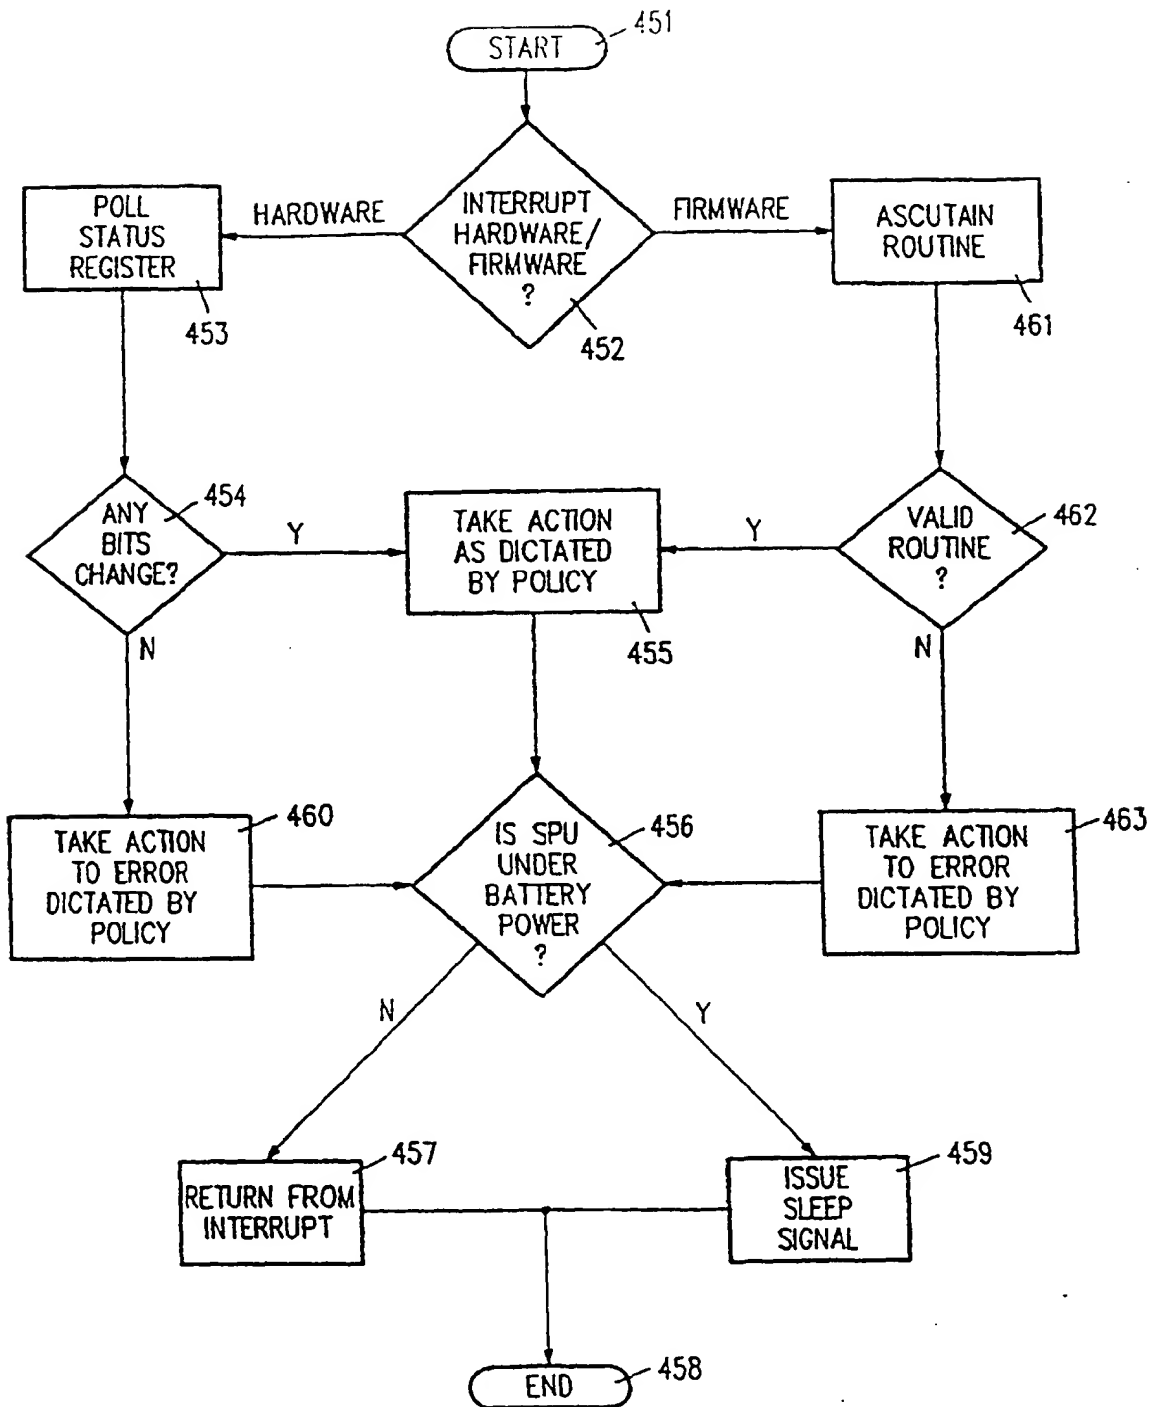 START
451
INTERRUPT
HARDWARE/
FIRMWARE
?
452
HARDWARE
FIRMWARE
POLL
STATUS
REGISTER
453
ASCUTAIN
ROUTINE
461
ANY
BITS
CHANGE?
454
Y
N
TAKE ACTION
AS DICTATED
BY POLICY
455
VALID
ROUTINE
?
462
Y
N
TAKE ACTION
TO ERROR
DICTATED BY
POLICY
460
IS SPU
UNDER
BATTERY
POWER
?
456
TAKE ACTION
TO ERROR
DICTATED BY
POLICY
463
N
Y
RETURN FROM
INTERRUPT
457
ISSUE
SLEEP
SIGNAL
459
END
458